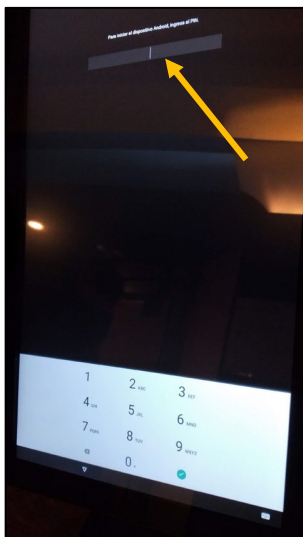 Para iniciar el dispositivo Android, ingresa el PIN.
1
2 ABC
3 DEF
4 GHI
5 JKL
6 MNO
7 PQRS
8 TUV
9 WXYZ
0 +